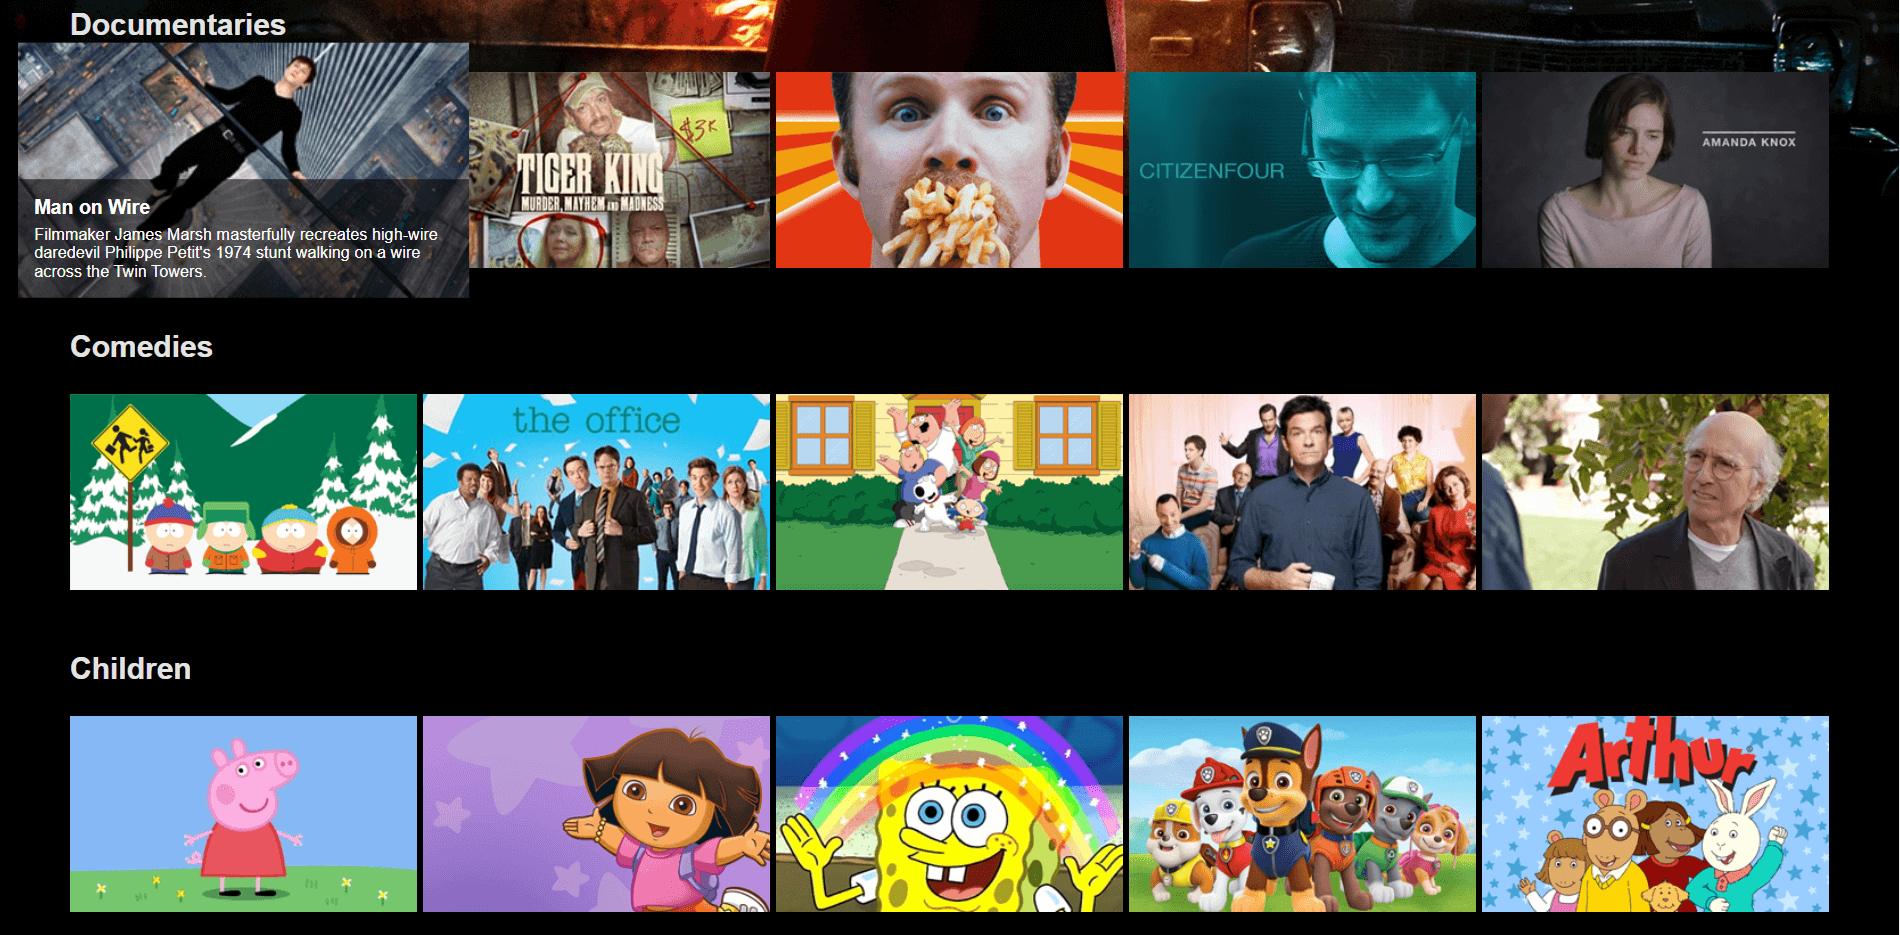 Documentaries
Man on Wire
Filmmaker James Marsh masterfully recreates high-wire
daredevil Philippe Petit's 1974 stunt walking on a wire
across the Twin Towers.
$3K
TIGER KING
MURDER, MAYHEM AND MADNESS
CITIZENFOUR
AMANDA KNOX
Comedies
the office
Children
Arthur